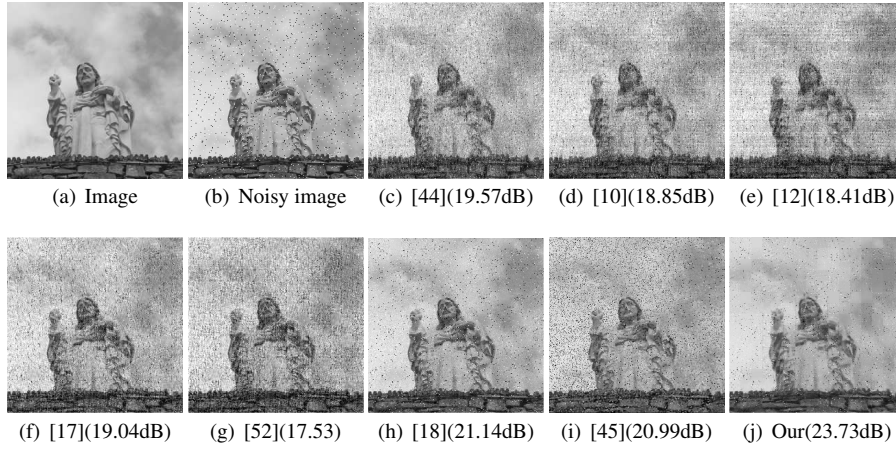 (a) Image
(b) Noisy image
(c) [44](19.57dB)
(d) [10](18.85dB)
(e) [12](18.41dB)
(f) [17](19.04dB)
(g) [52](17.53)
(h) [18](21.14dB)
(i) [45](20.99dB)
(j) Our(23.73dB)